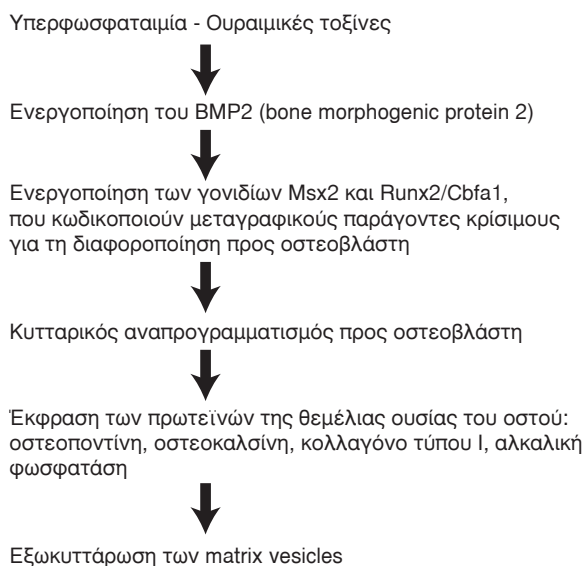 Υπερφωσφαταιμία - Ουραιμικές τοξίνες
Ενεργοποίηση του BMP2 (bone morphogenic protein 2)
Ενεργοποίηση των γονιδίων Msx2 και Runx2/Cbfa1,
που κωδικοποιούν μεταγραφικούς παράγοντες κρίσιμους
για τη διαφοροποίηση προς οστεοβλάστη
Κυτταρικός αναπρογραμματισμός προς οστεοβλάστη
Έκφραση των πρωτεϊνών της θεμέλιας ουσίας του οστού:
οστεοποντίνη, οστεοκαλσίνη, κολλαγόνο τύπου Ι, αλκαλική
φωσφατάση
Εξωκυττάρωση των matrix vesicles